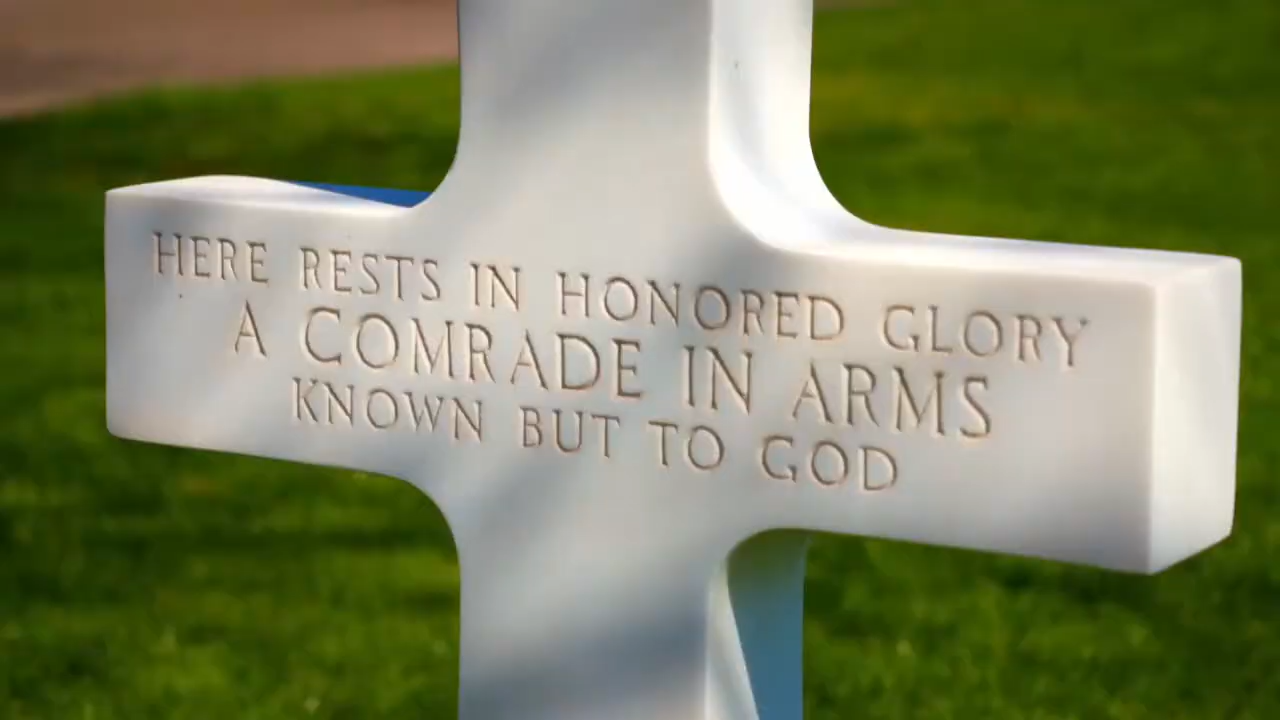 HERE RESTS IN HONORED GLORY
A COMRADE IN ARMS
KNOWN BUT TO GOD